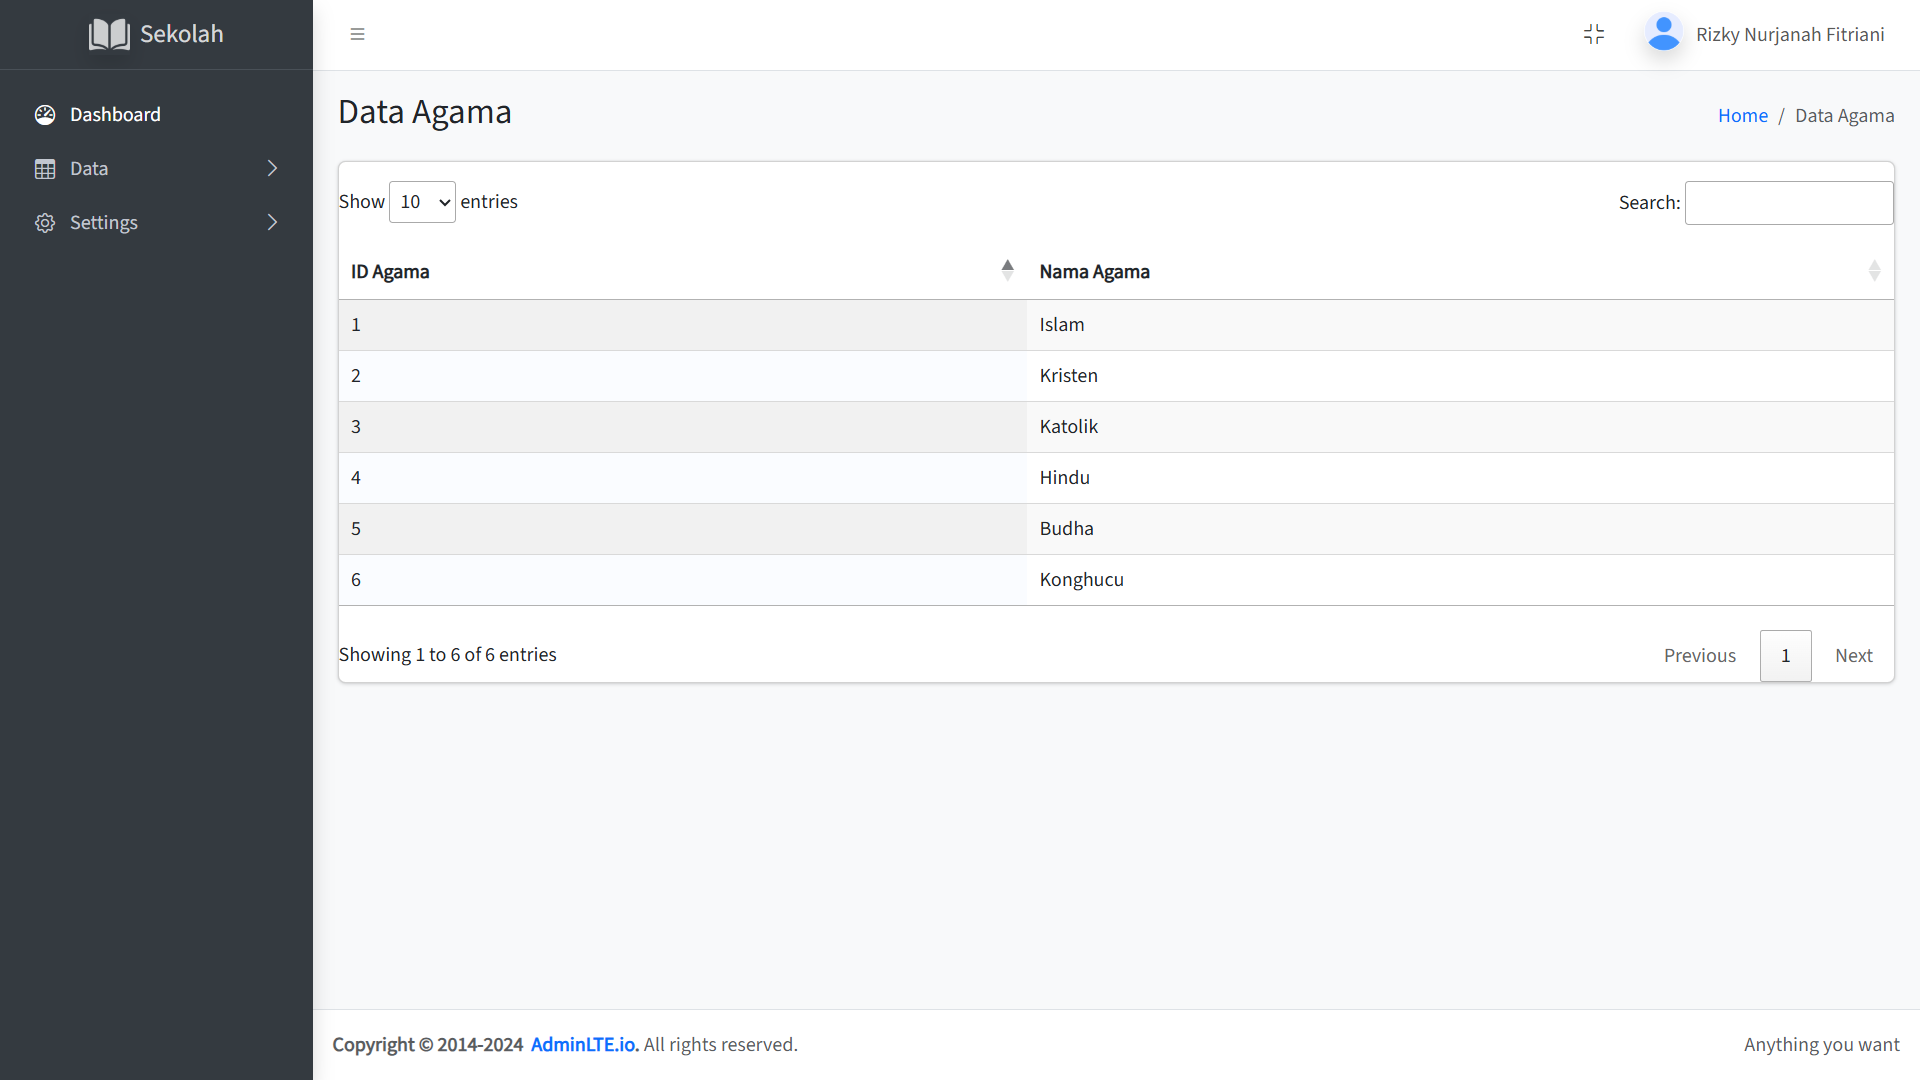 Sekolah
Rizky Nurjanah Fitriani
Dashboard
Data
Settings
Data Agama
Home / Data Agama
Show 10 entries
Search:
ID Agama Nama Agama
1 Islam
2 Kristen
3 Katolik
4 Hindu
5 Budha
6 Konghucu
Showing 1 to 6 of 6 entries
Previous 1 Next
Copyright © 2014-2024 AdminLTE.io. All rights reserved.
Anything you want